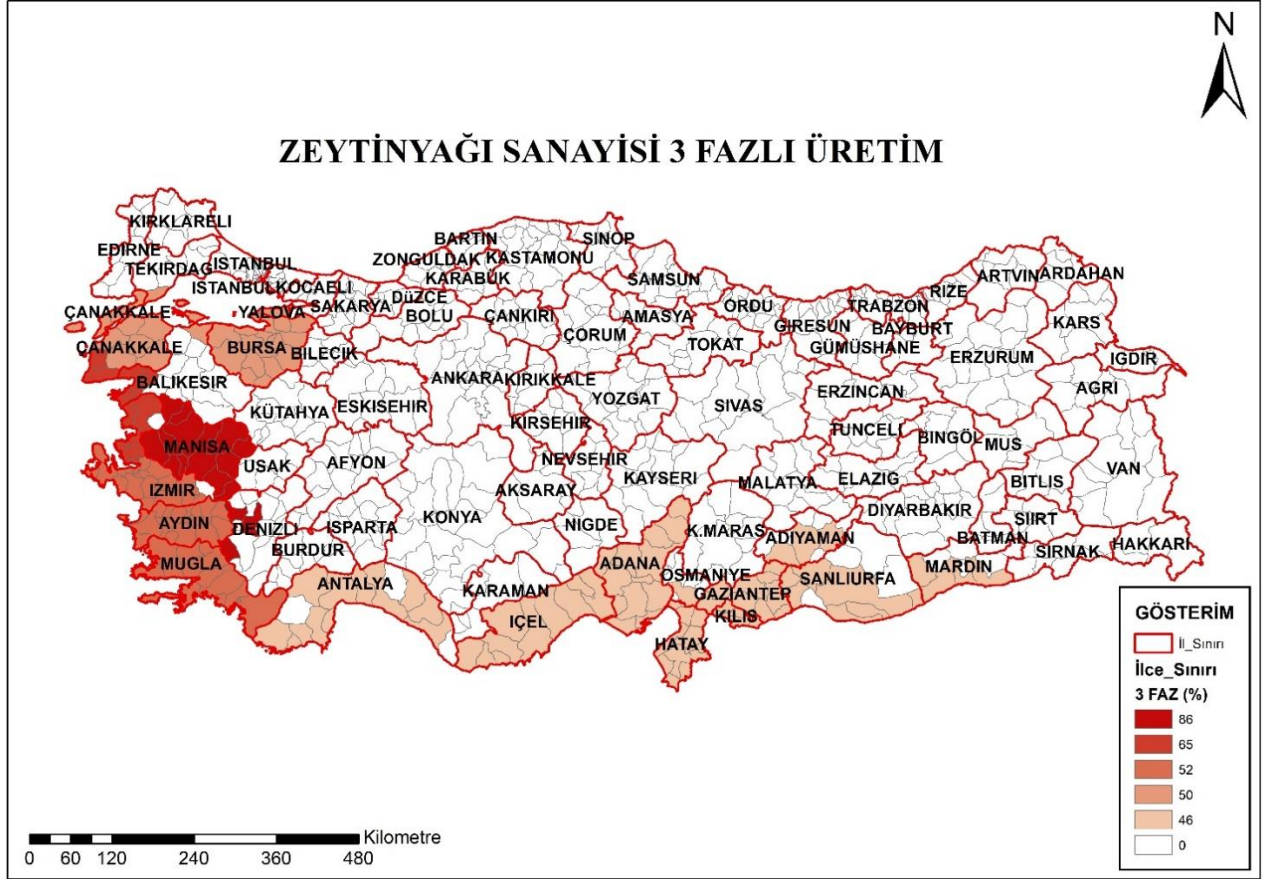 N
ZEYTİNYAĞI SANAYİSİ 3 FAZLI ÜRETİM
KIRKLARELI
EDIRNE
TEKIRDAG
ISTANBUL
ISTANBUL
KOCAELI
ÇANAKKALE
YALOVA
SAKARYA
DüZCE
BOLU
ZONGULDAK
BARTIN
KARABÜK
KASTAMONU
SINOP
SAMSUN
ÇANKIRI
ÇORUM
AMASYA
TOKAT
ORDU
GIRESUN
TRABZON
GÜMÜSHANE
BAYBURT
RIZE
ARTVIN
ARDAHAN
KARS
IGDIR
AGRI
ERZURUM
ERZINCAN
ÇANAKKALE
BURSA
BILECIK
BALIKESIR
KÜTAHYA
ESKISEHIR
ANKARA
KIRIKKALE
YOZGAT
SIVAS
TUNCELI
BINGÖL
MUS
BITLIS
VAN
MANISA
USAK
AFYON
KIRSEHIR
NEVSEHIR
KAYSERI
MALATYA
ELAZIG
DIYARBAKIR
BATMAN
SIIRT
SIRNAK
HAKKARI
IZMIR
AYDIN
DENIZLI
ISPARTA
BURDUR
KONYA
AKSARAY
NIGDE
K.MARAS
ADIYAMAN
MUGLA
ANTALYA
KARAMAN
IÇEL
ADANA
OSMANIYE
GAZIANTEP
KILIS
HATAY
SANLIURFA
MARDIN
GÖSTERİM
İl_Sınırı
İlce_Sınırı
3 FAZ (%)
86
65
52
50
46
0
Kilometre
0 60 120 240 360 480